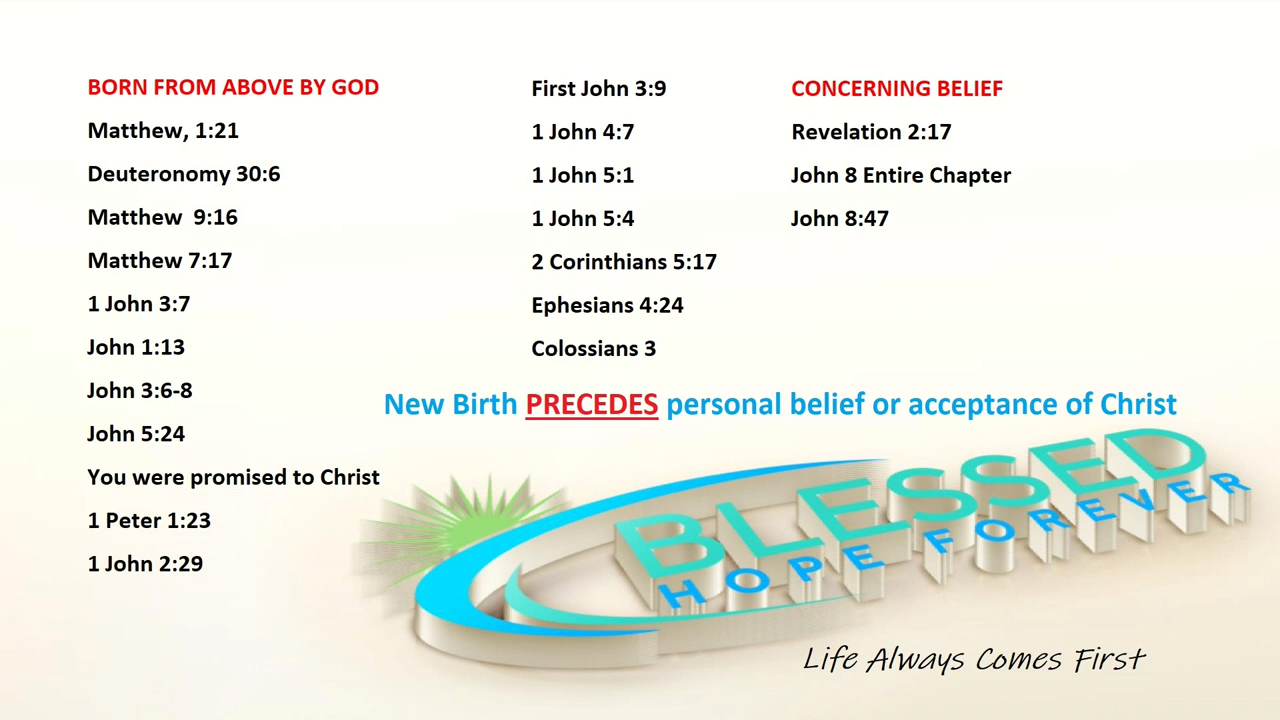 BORN FROM ABOVE BY GOD
Matthew, 1:21
Deuteronomy 30:6
Matthew  9:16
Matthew 7:17
1 John 3:7
John 1:13
John 3:6-8
John 5:24
You were promised to Christ
1 Peter 1:23
1 John 2:29
First John 3:9
1 John 4:7
1 John 5:1
1 John 5:4
2 Corinthians 5:17
Ephesians 4:24
Colossians 3
CONCERNING BELIEF
Revelation 2:17
John 8 Entire Chapter
John 8:47
New Birth PRECEDES personal belief or acceptance of Christ
BLESSED
HOPE FOREVER
Life Always Comes First